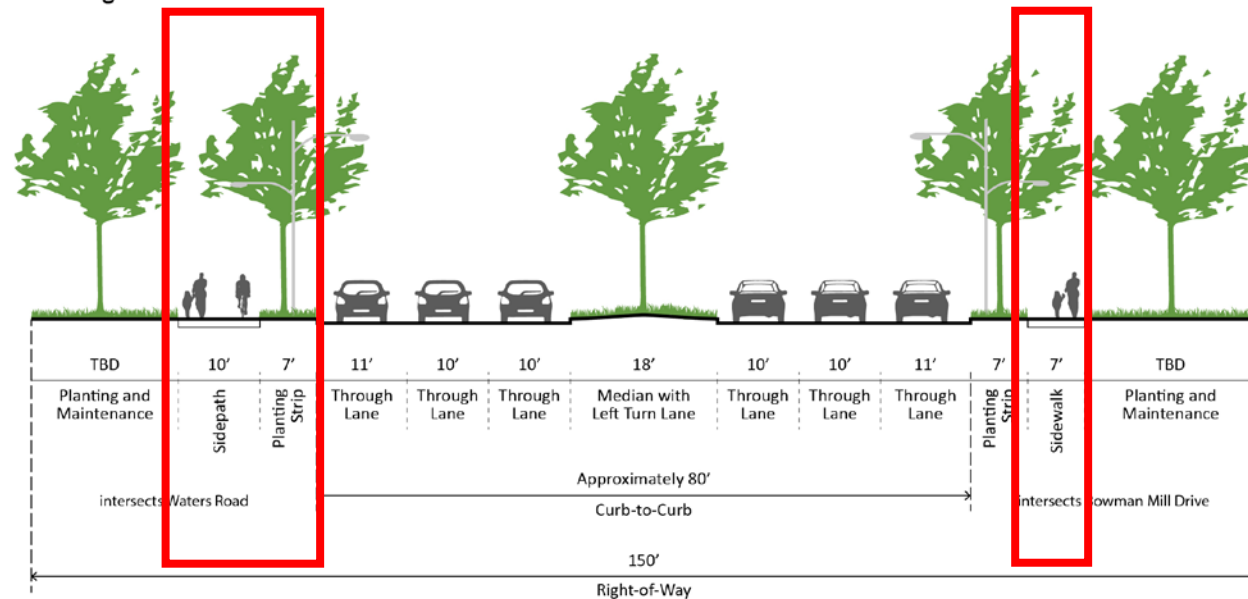 TBD
10'
7'
11'
10'
10'
18'
10'
10'
11'
7'
7'
TBD
Planting and
Maintenance
Sidepath
Planting
Strip
Through
Lane
Through
Lane
Through
Lane
Median with
Left Turn Lane
Through
Lane
Through
Lane
Through
Lane
Planting
Strip
Sidewalk
Planting and
Maintenance
Approximately 80'
Curb-to-Curb
intersects Waters Road
intersects Bowman Mill Drive
150'
Right-of-Way